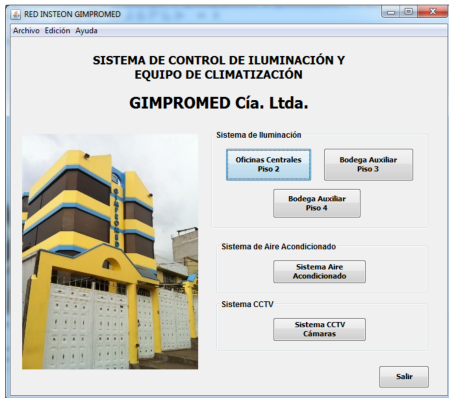 RED INSTEON GIMPROMED
Archivo Edición Ayuda
SISTEMA DE CONTROL DE ILUMINACIÓN Y
EQUIPO DE CLIMATIZACIÓN
GIMPROMED Cía. Ltda.
Sistema de Iluminación
Oficinas Centrales
Piso 2
Bodega Auxiliar
Piso 3
Bodega Auxiliar
Piso 4
Sistema de Aire Acondicionado
Sistema Aire
Acondicionado
Sistema CCTV
Sistema CCTV
Cámaras
GIMPROMED
Salir